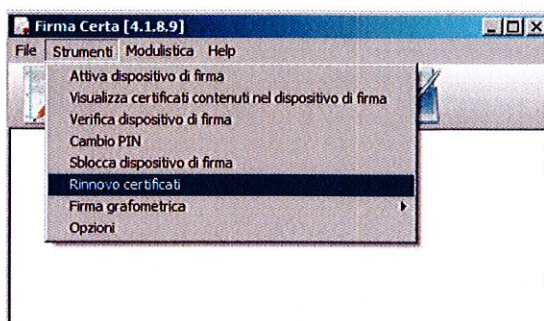 Firma Certa [4.1.8.9]
File Strumenti Modulistica Help
Attiva dispositivo di firma
Visualizza certificati contenuti nel dispositivo di firma
Verifica dispositivo di firma
Cambio PIN
Sblocca dispositivo di firma
Rinnovo certificati
Firma grafometrica
Opzioni